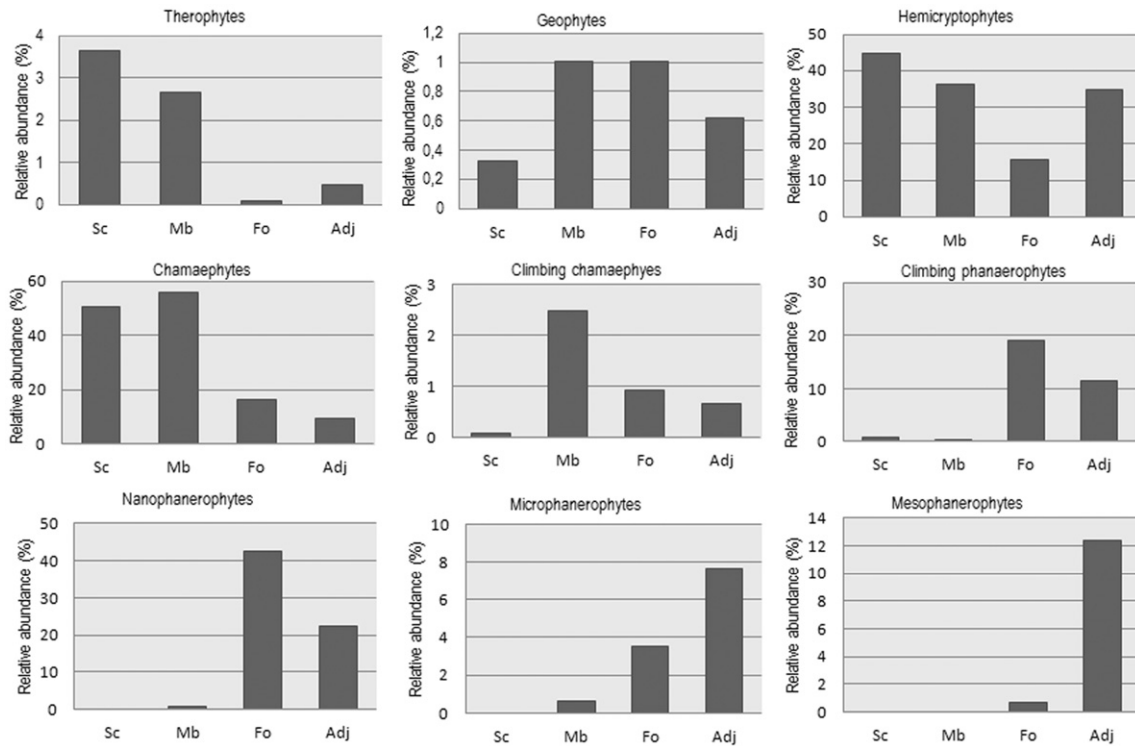 Therophytes
Relative abundance (%)
4
3
2
1
0
Sc Mb Fo Adj
Geophytes
Relative abundance (%)
1,2
1
0,8
0,6
0,4
0,2
0
Sc Mb Fo Adj
Hemicryptophytes
Relative abundance (%)
50
40
30
20
10
0
Sc Mb Fo Adj
Chamaephytes
Relative abundance (%)
60
40
20
0
Sc Mb Fo Adj
Climbing chamaephyes
Relative abundance (%)
3
2
1
0
Sc Mb Fo Adj
Climbing phanaerophytes
Relative abundance (%)
30
20
10
0
Sc Mb Fo Adj
Nanophanerophytes
Relative abundance (%)
50
40
30
20
10
0
Sc Mb Fo Adj
Microphanerophytes
Relative abundance (%)
10
8
6
4
2
0
Sc Mb Fo Adj
Mesophanerophytes
Relative abundance (%)
14
12
10
8
6
4
2
0
Sc Mb Fo Adj